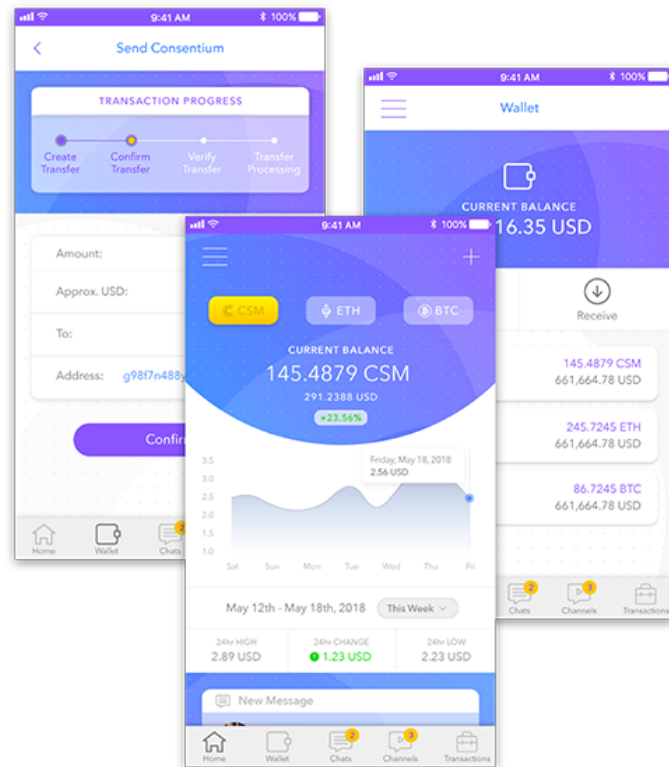 9:41 AM
100%
Send Consentium
TRANSACTION PROGRESS
Create Transfer
Confirm Transfer
Verify Transfer
Transfer Processing
Amount:
Approx. USD:
To:
Address: g98f7n488y
Confir
Home
Wallet
Chats
2
9:41 AM
100%
Wallet
CURRENT BALANCE
16.35 USD
Receive
145.4879 CSM
661,664.78 USD
245.7245 ETH
661,664.78 USD
86.7245 BTC
661,664.78 USD
Chats
2
Channels
3
Transactions
9:41 AM
100%
CSM
ETH
BTC
CURRENT BALANCE
145.4879 CSM
291.2388 USD
+23.56%
Friday, May 18, 2018
2.56 USD
3.5
3.0
2.5
2.0
1.5
1.0
Sat Sun Mon Tue Wed Thu Fri
May 12th - May 18th, 2018 This Week
24hr HIGH
2.89 USD
24hr CHANGE
1.23 USD
24hr LOW
2.23 USD
New Message
Home
Wallet
Chats
2
Channels
3
Transactions